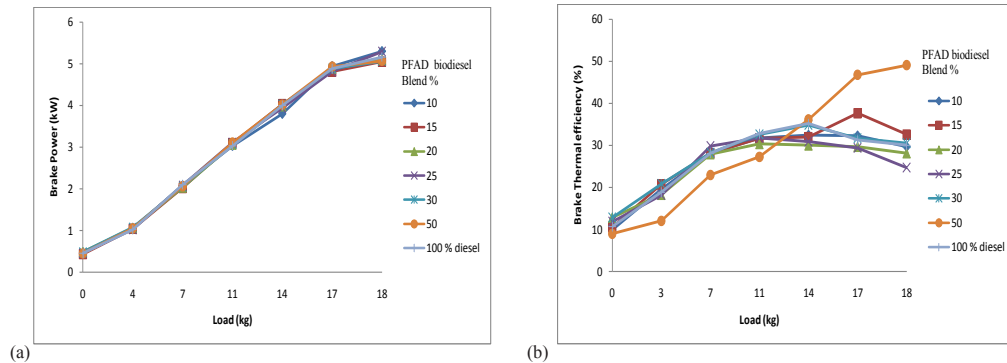 6
5
4
3
2
1
0
Brake Power (kW)
0 4 7 11 14 17 18
Load (kg)
PFAD biodiesel
Blend %
10
15
20
25
30
50
100 % diesel
(a)
60
50
40
30
20
10
0
Brake Thermal efficiency (%)
0 3 7 11 14 17 18
Load (kg)
PFAD biodiesel
Blend %
10
15
20
25
30
50
100 % diesel
(b)